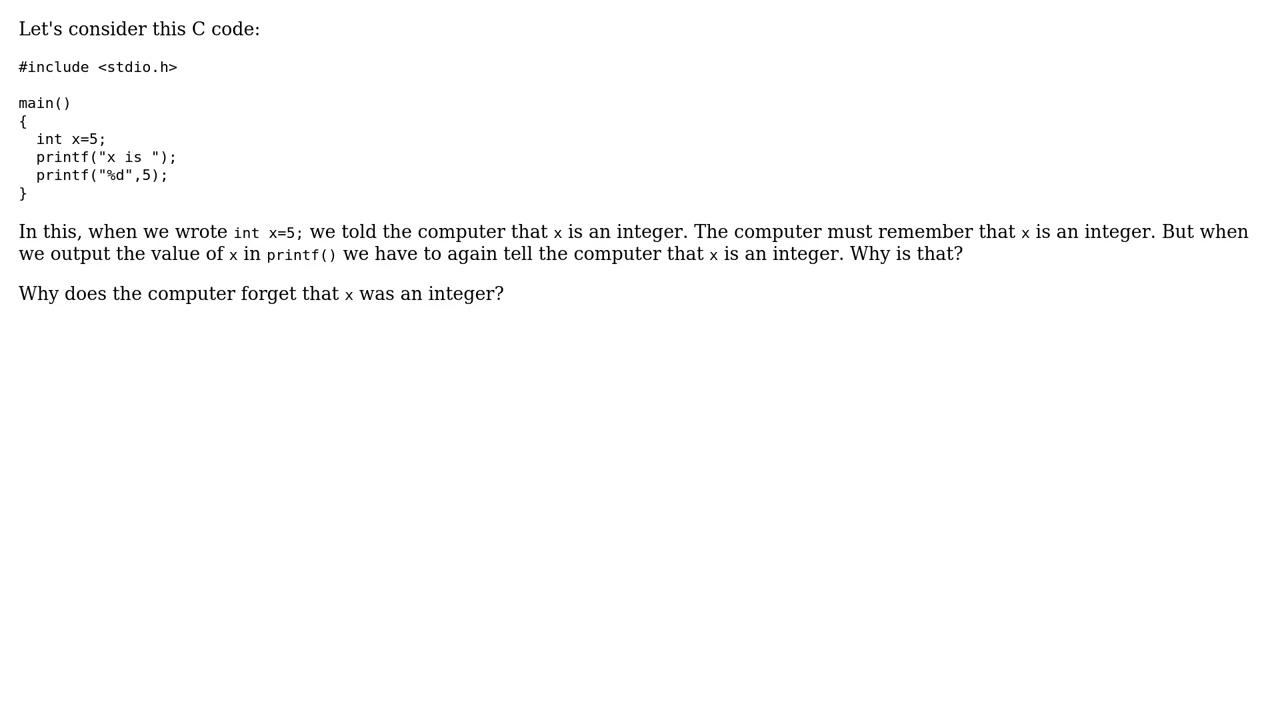 Let's consider this C code:
#include <stdio.h>
main()
{
  int x=5;
  printf("x is ");
  printf("%d",5);
}
In this, when we wrote int x=5; we told the computer that x is an integer. The computer must remember that x is an integer. But when
we output the value of x in printf() we have to again tell the computer that x is an integer. Why is that?
Why does the computer forget that x was an integer?